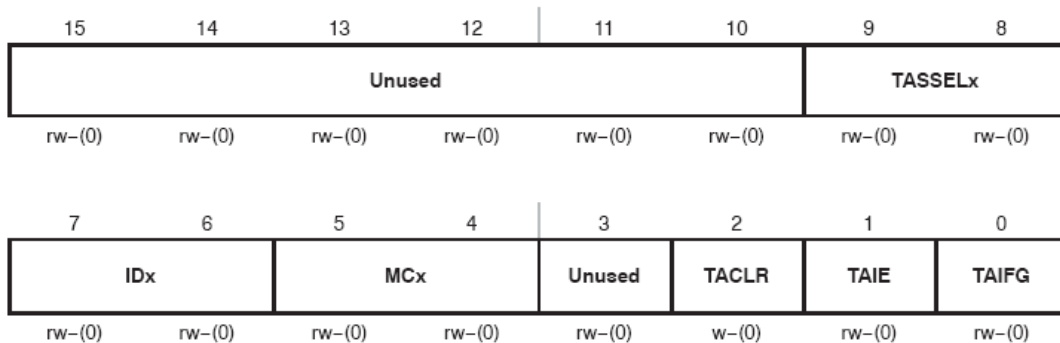 15 14 13 12 11 10 9 8
Unused TASSELx
rw–(0) rw–(0) rw–(0) rw–(0) rw–(0) rw–(0) rw–(0) rw–(0)
7 6 5 4 3 2 1 0
IDx MCx Unused TACLR TAIE TAIFG
rw–(0) rw–(0) rw–(0) rw–(0) rw–(0) w–(0) rw–(0) rw–(0)